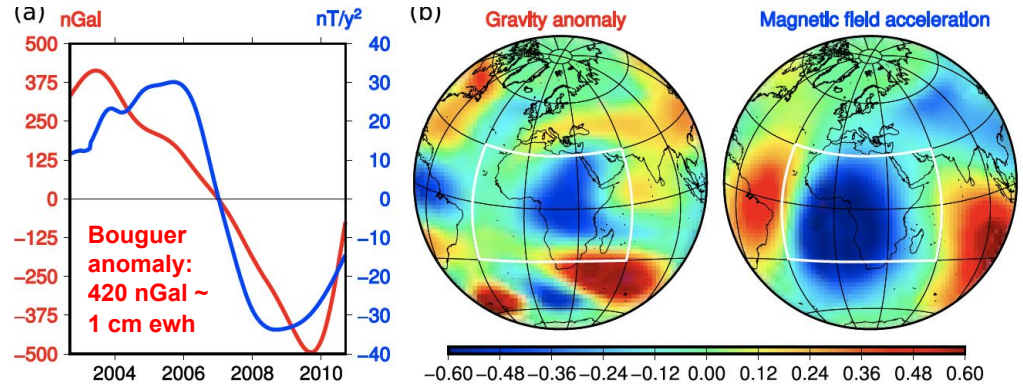 (a)
nGal
nT/y²
500
375
250
125
0
−125
−250
−375
−500
40
30
20
10
0
−10
−20
−30
−40
Bouguer
anomaly:
420 nGal ~
1 cm ewh
2004 2006 2008 2010
(b)
Gravity anomaly
Magnetic field acceleration
−0.60 −0.48 −0.36 −0.24 −0.12 0.00 0.12 0.24 0.36 0.48 0.60